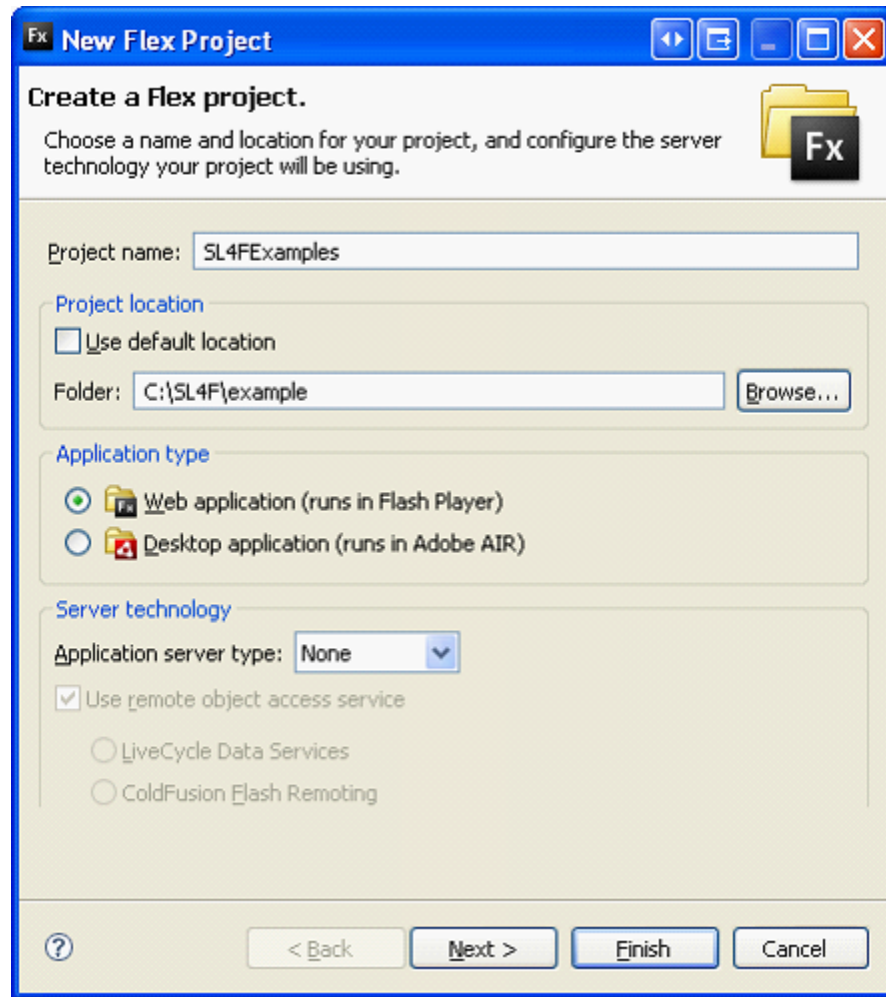 Fx New Flex Project
Create a Flex project.
Choose a name and location for your project, and configure the server
technology your project will be using.
Fx
Project name: SL4FExamples
Project location
Use default location
Folder: C:\SL4F\example Browse...
Application type
Fx Web application (runs in Flash Player)
Desktop application (runs in Adobe AIR)
Server technology
Application server type: None
Use remote object access service
LiveCycle Data Services
ColdFusion Flash Remoting
? < Back Next > Finish Cancel